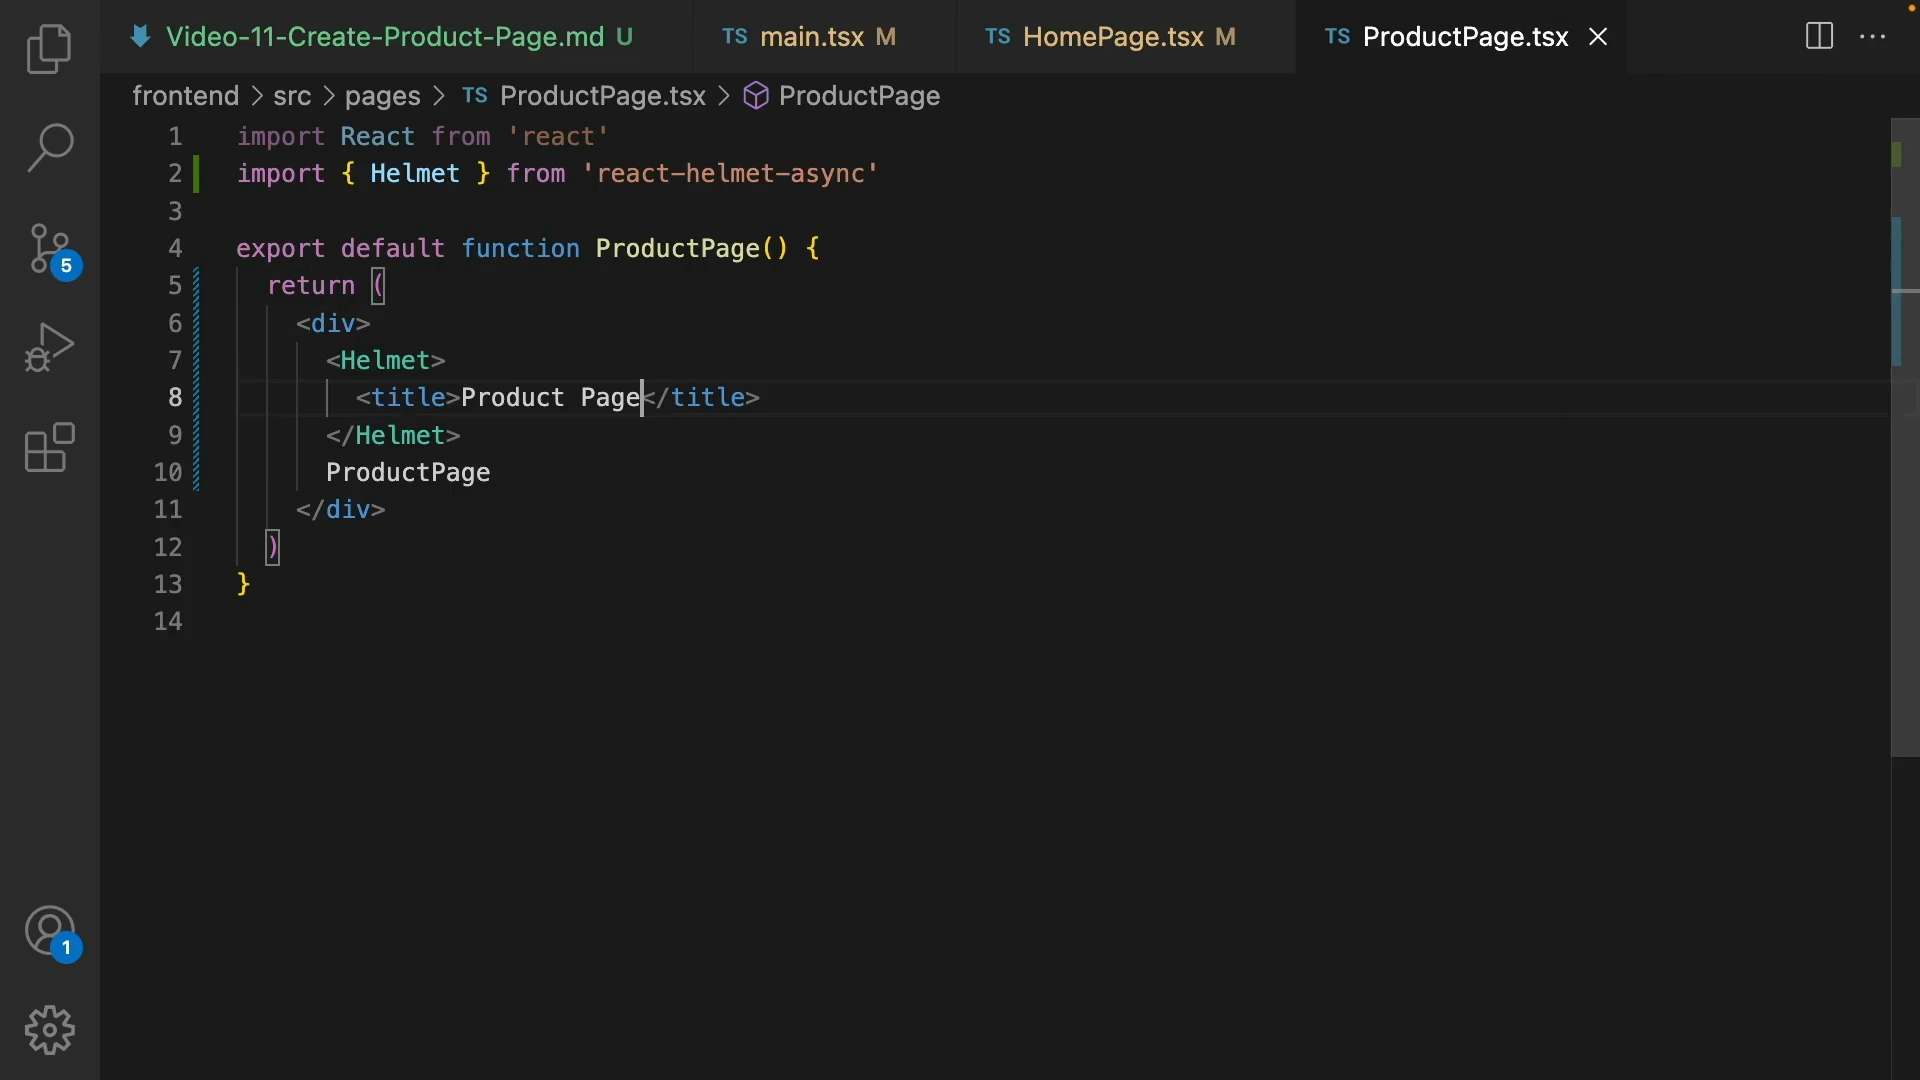 Video-11-Create-Product-Page.md U TS main.tsx M TS HomePage.tsx M TS ProductPage.tsx
frontend > src > pages > TS ProductPage.tsx > ProductPage
1 import React from 'react'
2 import { Helmet } from 'react-helmet-async'
3
4 export default function ProductPage() {
5 return (
6 <div>
7 <Helmet>
8 <title>Product Page</title>
9 </Helmet>
10 ProductPage
11 </div>
12 )
13 }
14
5
1